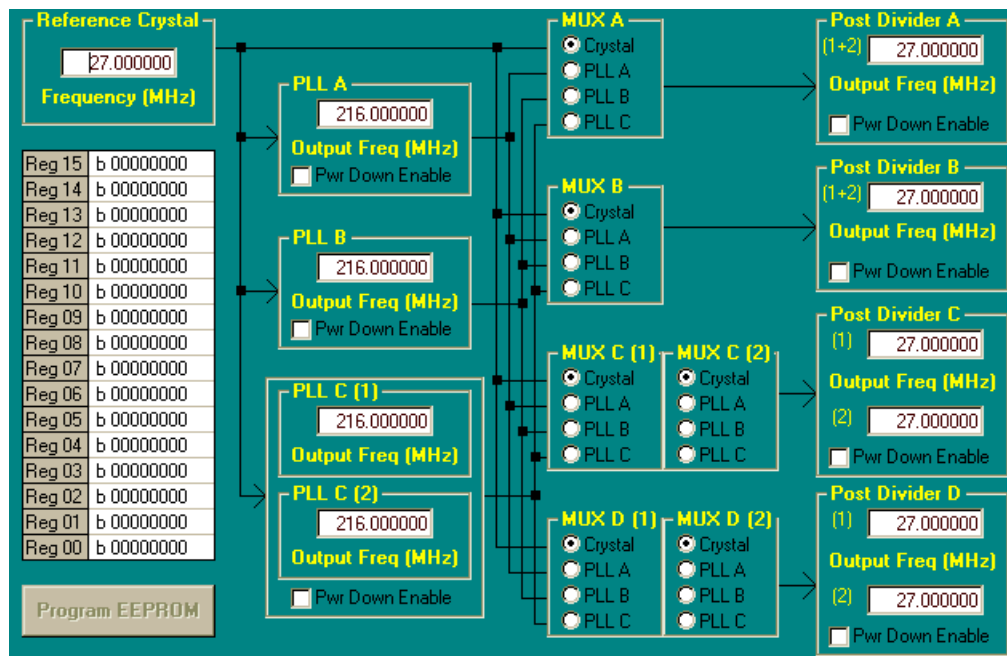 Reference Crystal
27.000000
Frequency (MHz)
Reg 15 b 00000000
Reg 14 b 00000000
Reg 13 b 00000000
Reg 12 b 00000000
Reg 11 b 00000000
Reg 10 b 00000000
Reg 09 b 00000000
Reg 08 b 00000000
Reg 07 b 00000000
Reg 06 b 00000000
Reg 05 b 00000000
Reg 04 b 00000000
Reg 03 b 00000000
Reg 02 b 00000000
Reg 01 b 00000000
Reg 00 b 00000000
Program EEPROM
PLL A
216.000000
Output Freq (MHz)
Pwr Down Enable
PLL B
216.000000
Output Freq (MHz)
Pwr Down Enable
PLL C (1)
216.000000
Output Freq (MHz)
PLL C (2)
216.000000
Output Freq (MHz)
Pwr Down Enable
MUX A
Crystal
PLL A
PLL B
PLL C
MUX B
Crystal
PLL A
PLL B
PLL C
MUX C (1) MUX C (2)
Crystal Crystal
PLL A PLL A
PLL B PLL B
PLL C PLL C
MUX D (1) MUX D (2)
Crystal Crystal
PLL A PLL A
PLL B PLL B
PLL C PLL C
Post Divider A
(1+2) 27.000000
Output Freq (MHz)
Pwr Down Enable
Post Divider B
(1+2) 27.000000
Output Freq (MHz)
Pwr Down Enable
Post Divider C
(1) 27.000000
Output Freq (MHz)
(2) 27.000000
Pwr Down Enable
Post Divider D
(1) 27.000000
Output Freq (MHz)
(2) 27.000000
Pwr Down Enable